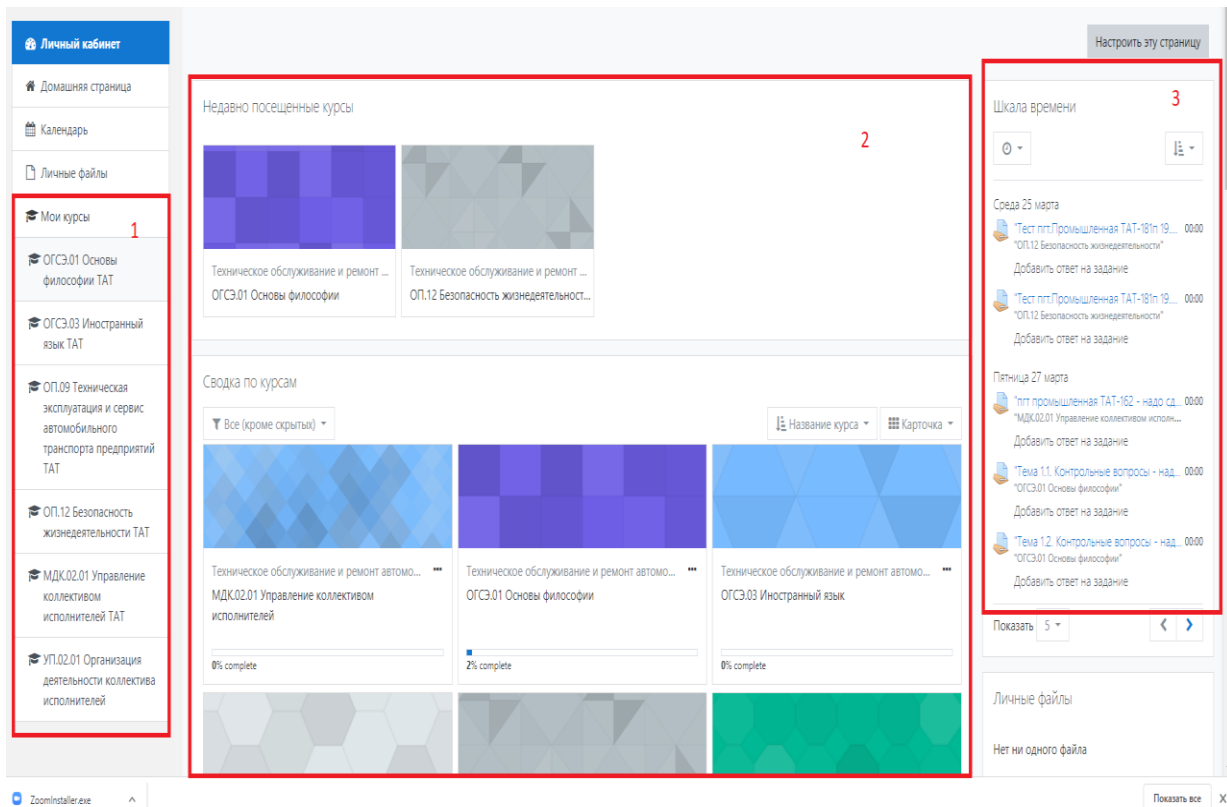 Личный кабинет
Домашняя страница
Календарь
Личные файлы
Мои курсы
1
ОГСЭ.01 Основы
философии ТАТ
ОГСЭ.03 Иностранный
язык ТАТ
ОП.09 Техническая
эксплуатация и сервис
автомобильного
транспорта предприятий
ТАТ
ОП.12 Безопасность
жизнедеятельности ТАТ
МДК.02.01 Управление
коллективом
исполнителей ТАТ
УП.02.01 Организация
деятельности коллектива
исполнителей
Недавно посещенные курсы
2
Техническое обслуживание и ремонт ...
ОГСЭ.01 Основы философии
Техническое обслуживание и ремонт ...
ОП.12 Безопасность жизнедеятельност...
Сводка по курсам
Все (кроме скрытых)
Название курса
Карточка
Техническое обслуживание и ремонт автомо...
МДК.02.01 Управление коллективом
исполнителей
0% complete
Техническое обслуживание и ремонт автомо...
ОГСЭ.01 Основы философии
2% complete
Техническое обслуживание и ремонт автомо...
ОГСЭ.03 Иностранный язык
0% complete
Настроить эту страницу
3
Шкала времени
Среда 25 марта
"Тест пгт.Промышленная ТАТ-181п 19... 00:00
"ОП.12 Безопасность жизнедеятельности"
Добавить ответ на задание
"Тест пгт.Промышленная ТАТ-181п 19... 00:00
"ОП.12 Безопасность жизнедеятельности"
Добавить ответ на задание
Пятница 27 марта
"пгт промышленная ТАТ-162 - надо сд... 00:00
"МДК.02.01 Управление коллективом исполн...
Добавить ответ на задание
"Тема 1.1. Контрольные вопросы - над... 00:00
"ОГСЭ.01 Основы философии"
Добавить ответ на задание
"Тема 1.2. Контрольные вопросы - над... 00:00
"ОГСЭ.01 Основы философии"
Добавить ответ на задание
Показать 5
Личные файлы
Нет ни одного файла
ZoomInstaller.exe
Показать все
X